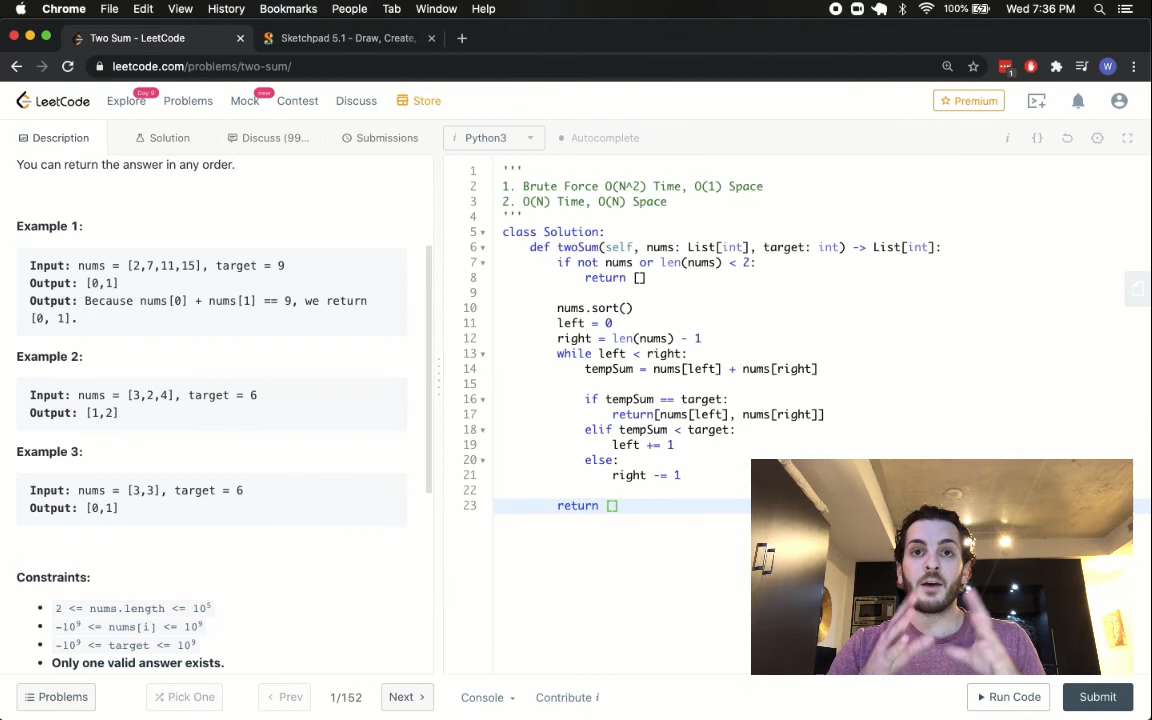 Chrome File Edit View History Bookmarks People Tab Window Help 100% Wed 7:36 PM
Two Sum - LeetCode Sketchpad 5.1 - Draw, Create,
leetcode.com/problems/two-sum/ 1 W
LeetCode Explore Day 9 Problems Mock new Contest Discuss Store Premium
Description Solution Discuss (99... Submissions i Python3 Autocomplete i {}
You can return the answer in any order.
Example 1:
Input: nums = [2,7,11,15], target = 9
Output: [0,1]
Output: Because nums[0] + nums[1] == 9, we return
[0, 1].
Example 2:
Input: nums = [3,2,4], target = 6
Output: [1,2]
Example 3:
Input: nums = [3,3], target = 6
Output: [0,1]
Constraints:
• 2 <= nums.length <= 10⁵
• -10⁹ <= nums[i] <= 10⁹
• -10⁹ <= target <= 10⁹
• Only one valid answer exists.
1 '''
2 1. Brute Force O(N^2) Time, O(1) Space
3 2. O(N) Time, O(N) Space
4 '''
5 class Solution:
6 def twoSum(self, nums: List[int], target: int) -> List[int]:
7 if not nums or len(nums) < 2:
8 return []
9
10 nums.sort()
11 left = 0
12 right = len(nums) - 1
13 while left < right:
14 tempSum = nums[left] + nums[right]
15
16 if tempSum == target:
17 return[nums[left], nums[right]]
18 elif tempSum < target:
19 left += 1
20 else:
21 right -= 1
22
23 return []
Problems Pick One Prev 1/152 Next Console Contribute i Run Code Submit